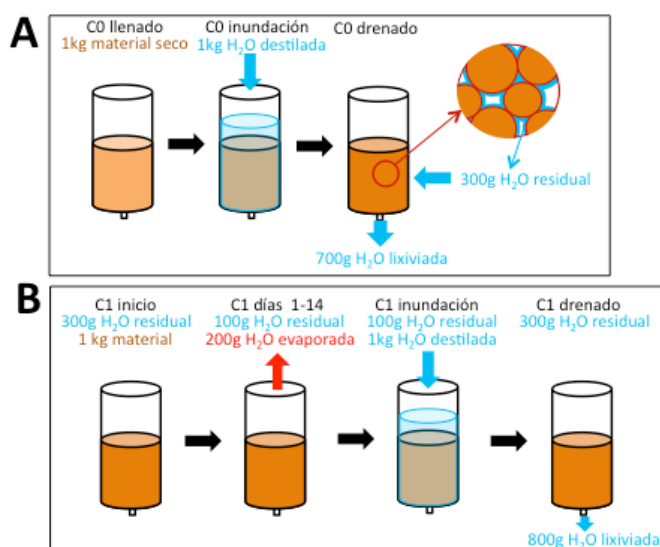 A
C0 llenado
1kg material seco
C0 inundación
1kg H₂O destilada
C0 drenado
300g H₂O residual
700g H₂O lixiviada
B
C1 inicio
300g H₂O residual
1 kg material
C1 días 1-14
100g H₂O residual
200g H₂O evaporada
C1 inundación
100g H₂O residual
1kg H₂O destilada
C1 drenado
300g H₂O residual
800g H₂O lixiviada